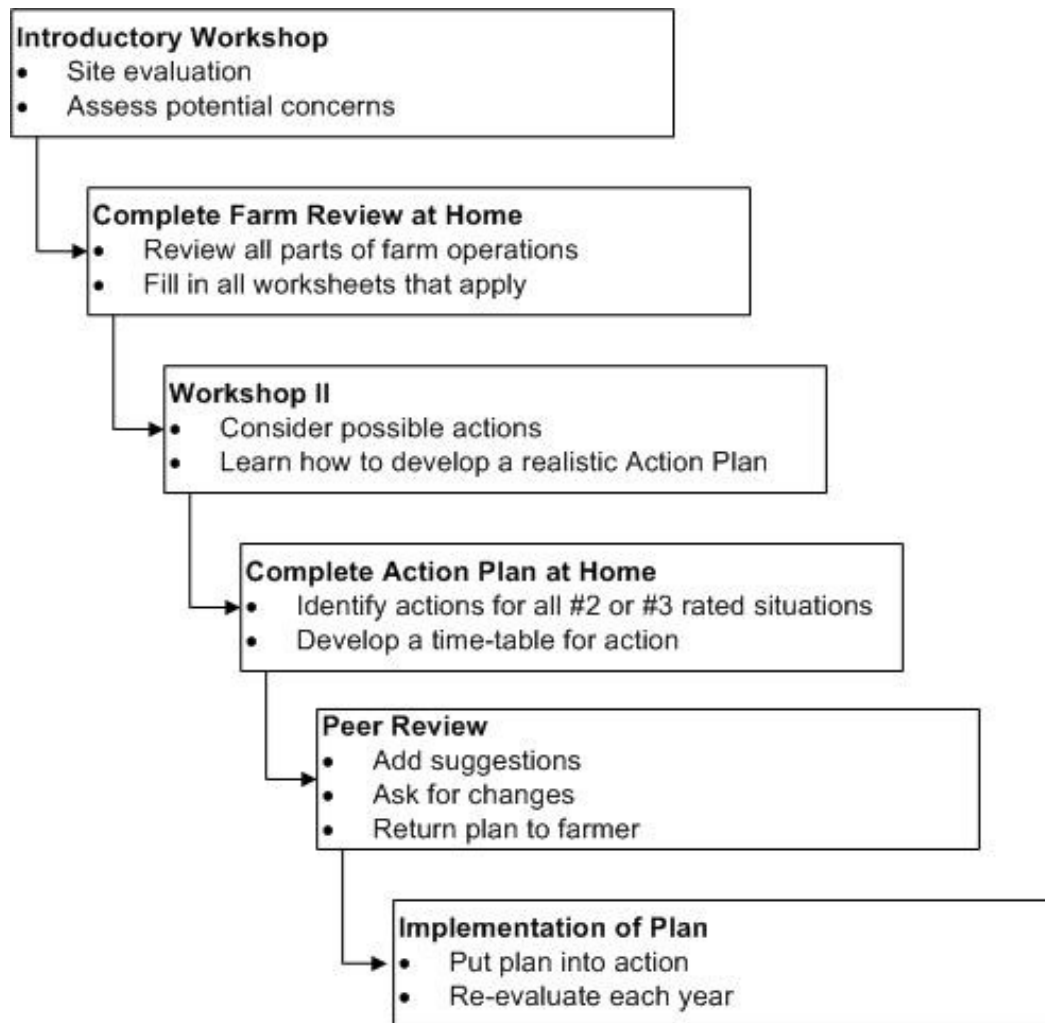 Introductory Workshop
• Site evaluation
• Assess potential concerns
Complete Farm Review at Home
• Review all parts of farm operations
• Fill in all worksheets that apply
Workshop II
• Consider possible actions
• Learn how to develop a realistic Action Plan
Complete Action Plan at Home
• Identify actions for all #2 or #3 rated situations
• Develop a time-table for action
Peer Review
• Add suggestions
• Ask for changes
• Return plan to farmer
Implementation of Plan
• Put plan into action
• Re-evaluate each year